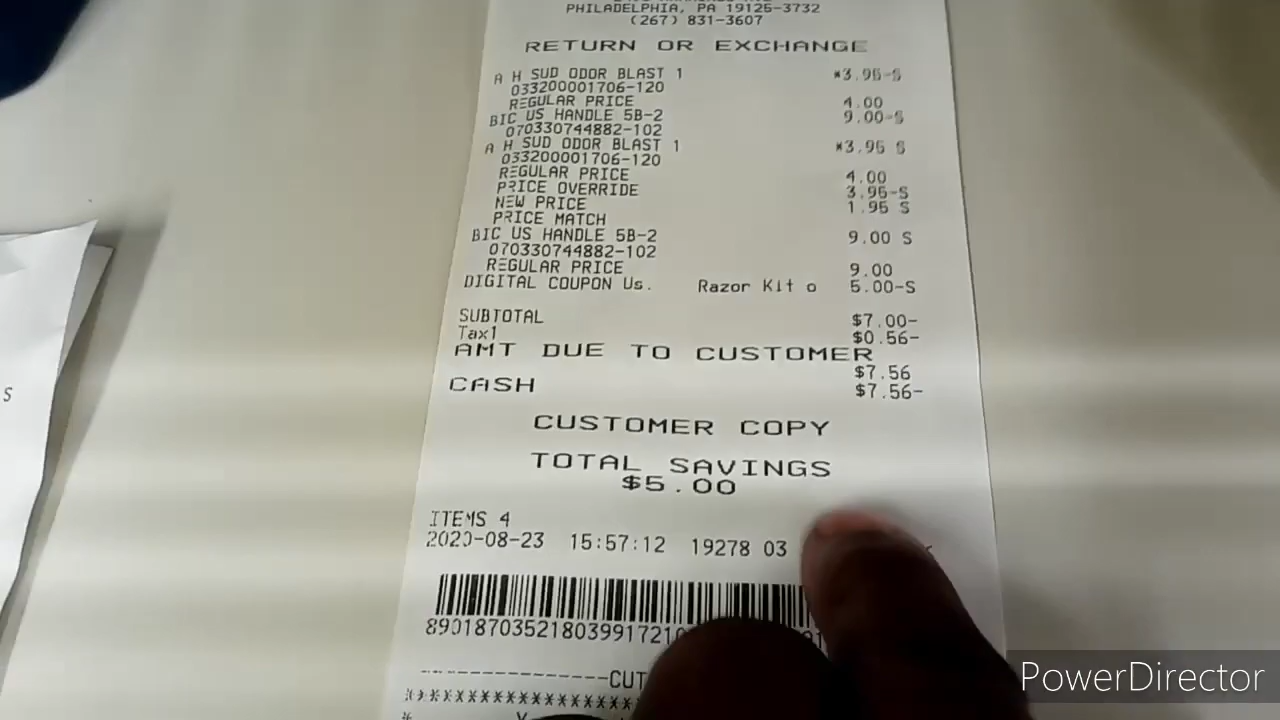 PHILADELPHIA, PA 19125-3732
(267) 831-3607
RETURN OR EXCHANGE
A H SUD ODOR BLAST 1 *3.95-S
033200001706-120
REGULAR PRICE 4.00
BIC US HANDLE 5B-2 9.00-S
070330744882-102
A H SUD ODOR BLAST 1 *3.95 S
033200001706-120
REGULAR PRICE 4.00
PRICE OVERRIDE 3.95-S
NEW PRICE 1.95 S
PRICE MATCH
BIC US HANDLE 5B-2 9.00 S
070330744882-102
REGULAR PRICE 9.00
DIGITAL COUPON Us. Razor Kit o 5.00-S
SUBTOTAL $7.00-
Tax1 $0.56-
AMT DUE TO CUSTOMER
$7.56
CASH $7.56-
CUSTOMER COPY
TOTAL SAVINGS
$5.00
ITEMS 4
2020-08-23 15:57:12 19278 03
89018703521803991721
CUT
S
PowerDirector